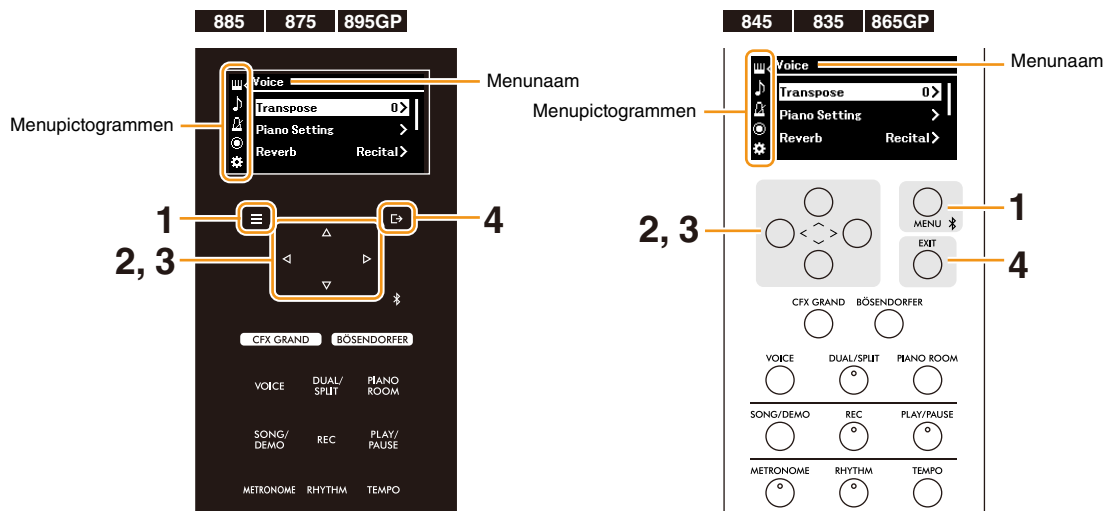 885 875 895GP
Menupictogrammen
Voice
Menunaam
Transpose 0
Piano Setting
Reverb Recital
1
4
2, 3
CFX GRAND BÖSENDORFER
VOICE DUAL/SPLIT PIANO ROOM
SONG/DEMO REC PLAY/PAUSE
METRONOME RHYTHM TEMPO
845 835 865GP
Menupictogrammen
Voice
Menunaam
Transpose 0
Piano Setting
Reverb Recital
2, 3
1
MENU
EXIT
4
CFX GRAND BÖSENDORFER
VOICE DUAL/SPLIT PIANO ROOM
SONG/DEMO REC PLAY/PAUSE
METRONOME RHYTHM TEMPO